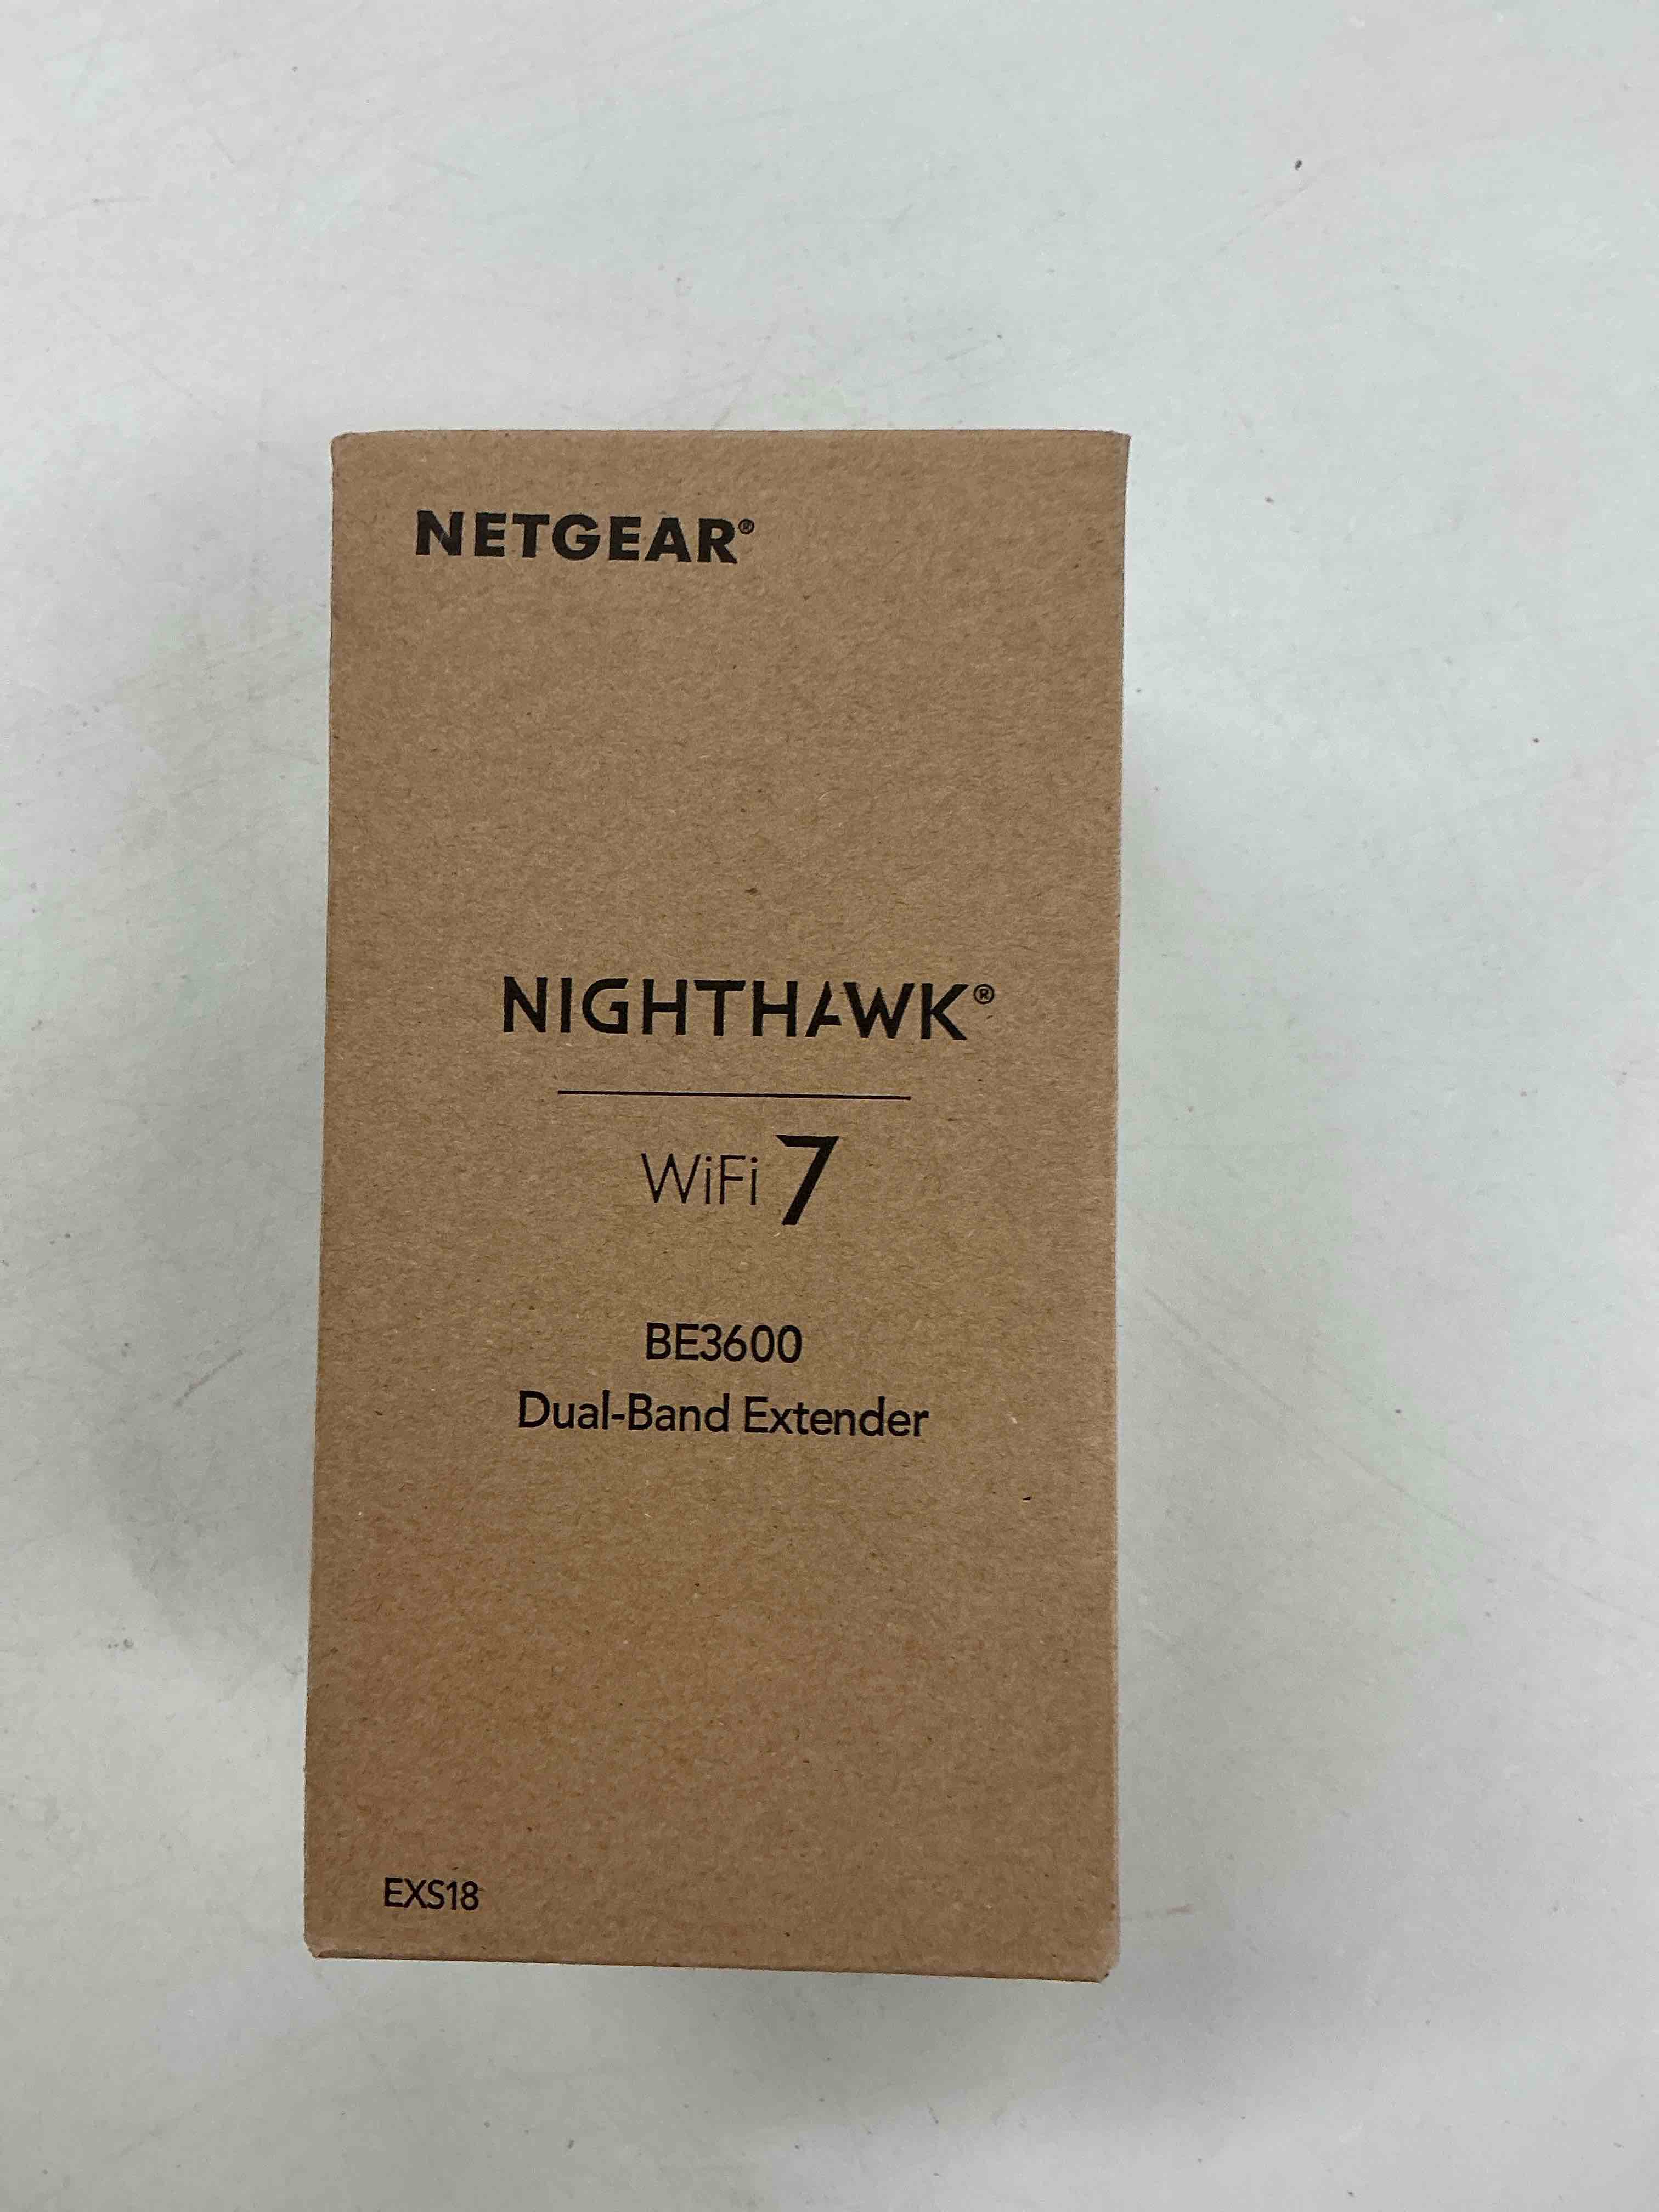 NETGEAR®
NIGHTHAWK®
WiFi 7
BE3600
Dual-Band Extender
EXS18